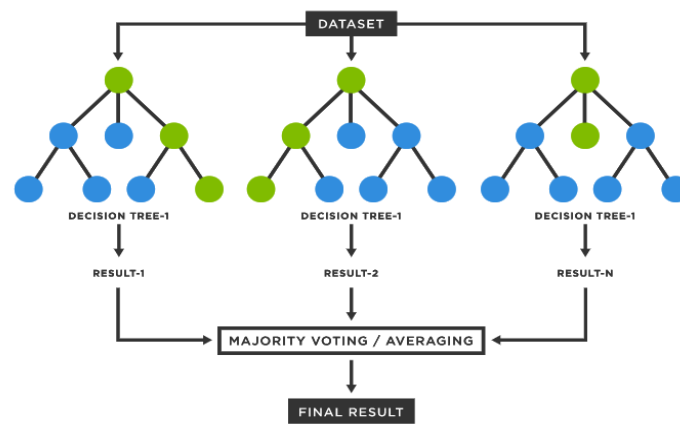 DATASET
DECISION TREE-1
DECISION TREE-1
DECISION TREE-1
RESULT-1
RESULT-2
RESULT-N
MAJORITY VOTING / AVERAGING
FINAL RESULT